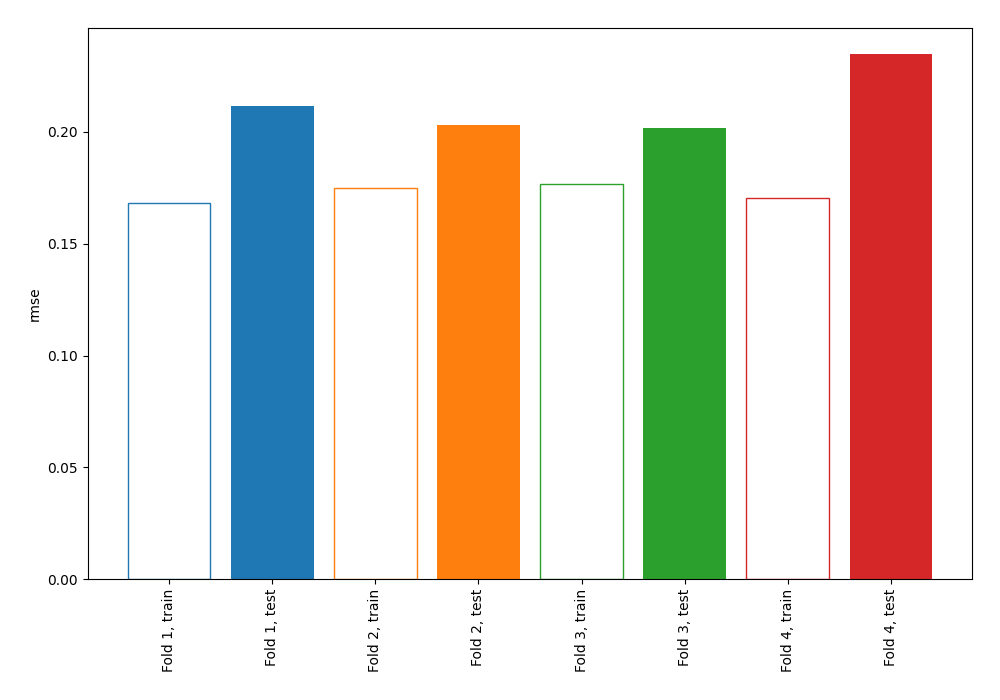 rmse
0.20
0.15
0.10
0.05
0.00
Fold 1, train
Fold 1, test
Fold 2, train
Fold 2, test
Fold 3, train
Fold 3, test
Fold 4, train
Fold 4, test